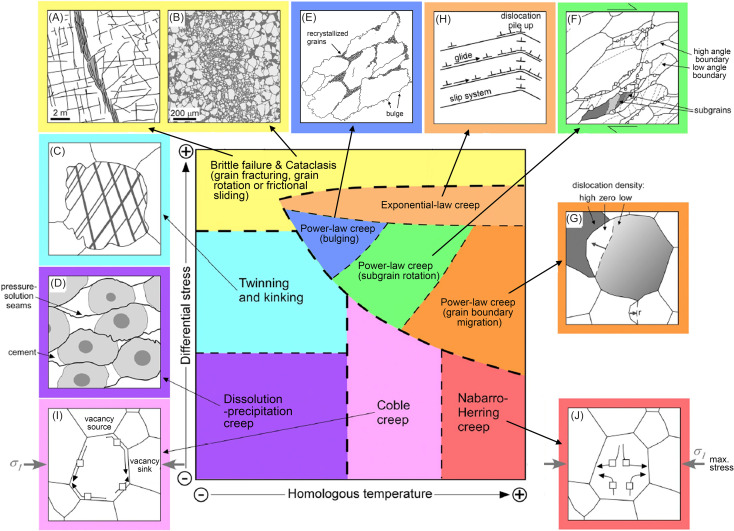 (A)
2 m
(B)
200 μm
(E)
recrystallized
grains
bulge
(H)
dislocation
pile up
glide
slip system
(F)
high angle
boundary
low angle
boundary
subgrains
(C)
(D)
pressure-
solution
seams
cement
(I)
vacancy
source
vacancy
sink
σI
(G)
dislocation density:
high zero low
r
(J)
σI
max.
stress
Differential stress
+
−
Brittle failure & Cataclasis
(grain fracturing, grain
rotation or frictional
sliding)
Exponential-law creep
Power-law creep
(bulging)
Power-law creep
(subgrain rotation)
Power-law creep
(grain boundary
migration)
Twinning
and kinking
Dissolution
-precipitation
creep
Coble
creep
Nabarro-
Herring
creep
−
Homologous temperature
+